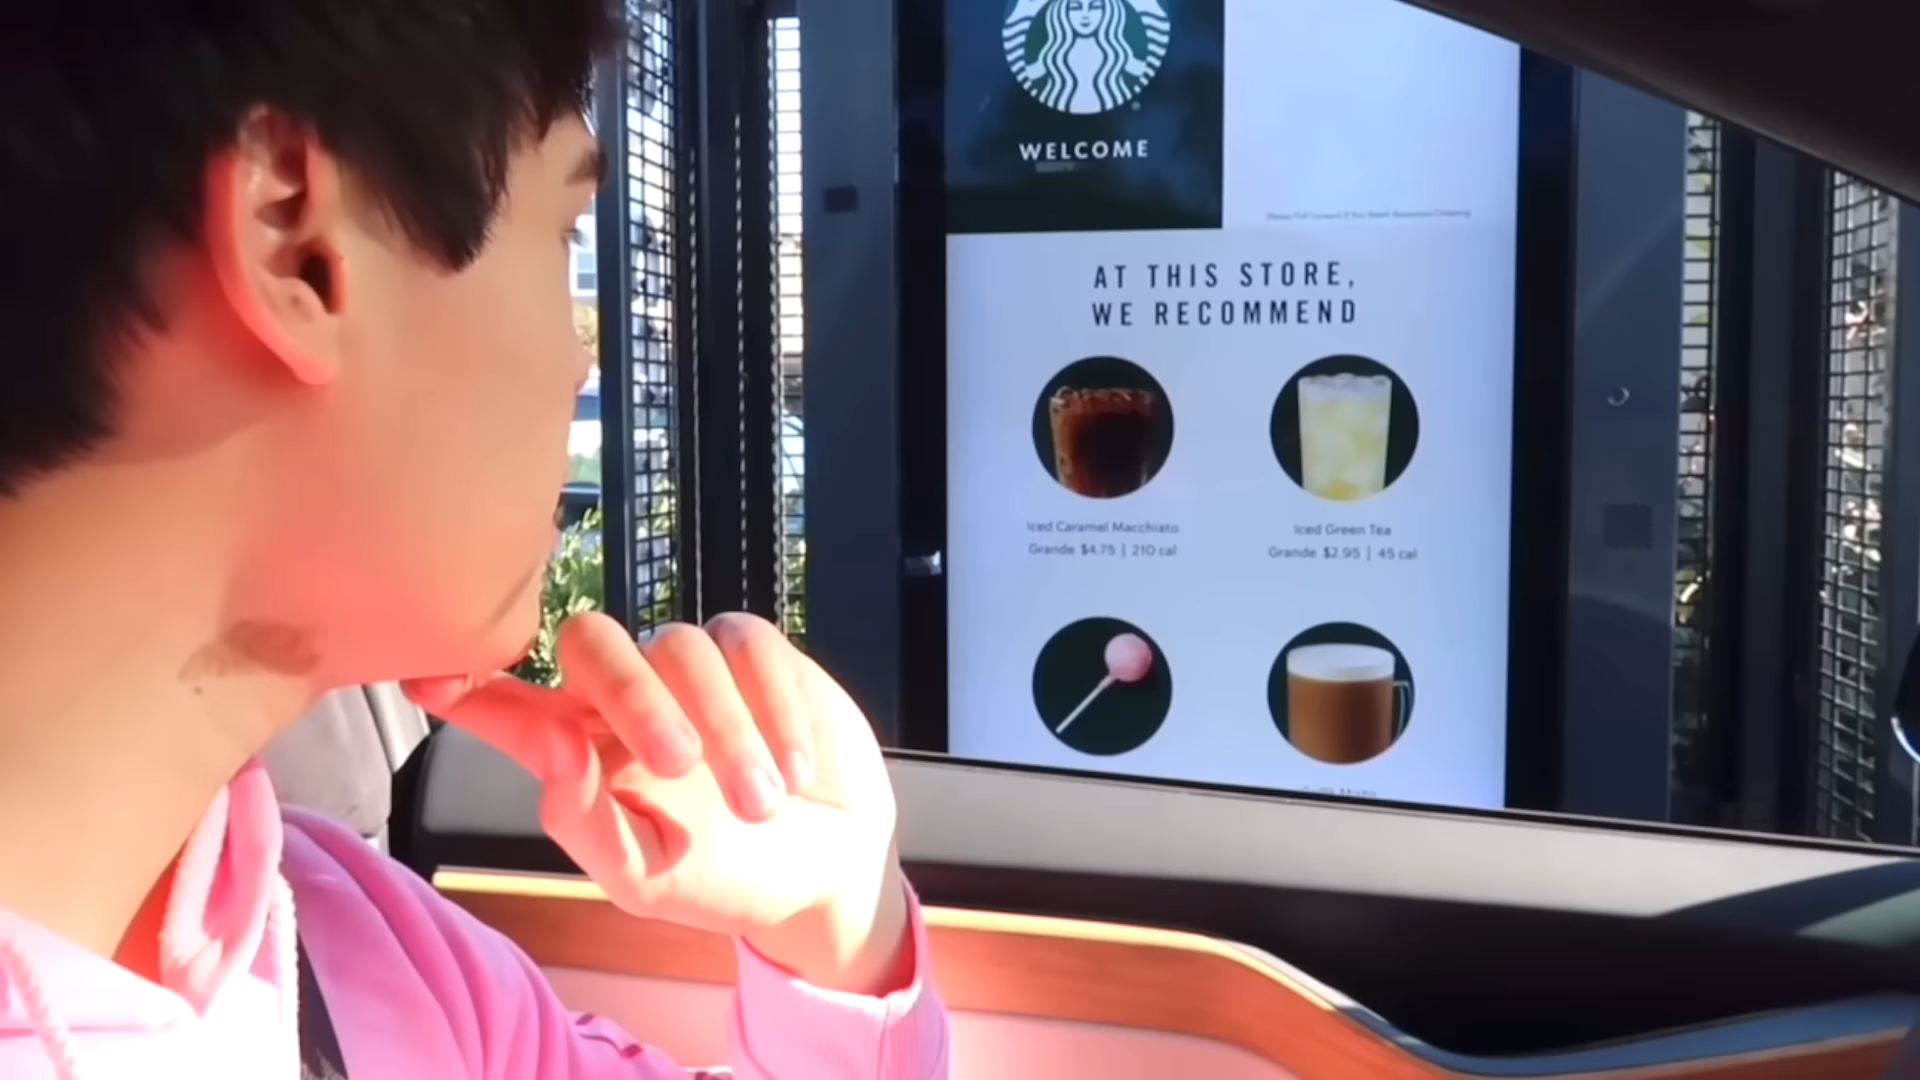 WELCOME
AT THIS STORE,
WE RECOMMEND
Iced Caramel Macchiato
Grande $4.75 | 210 cal
Iced Green Tea
Grande $2.95 | 45 cal